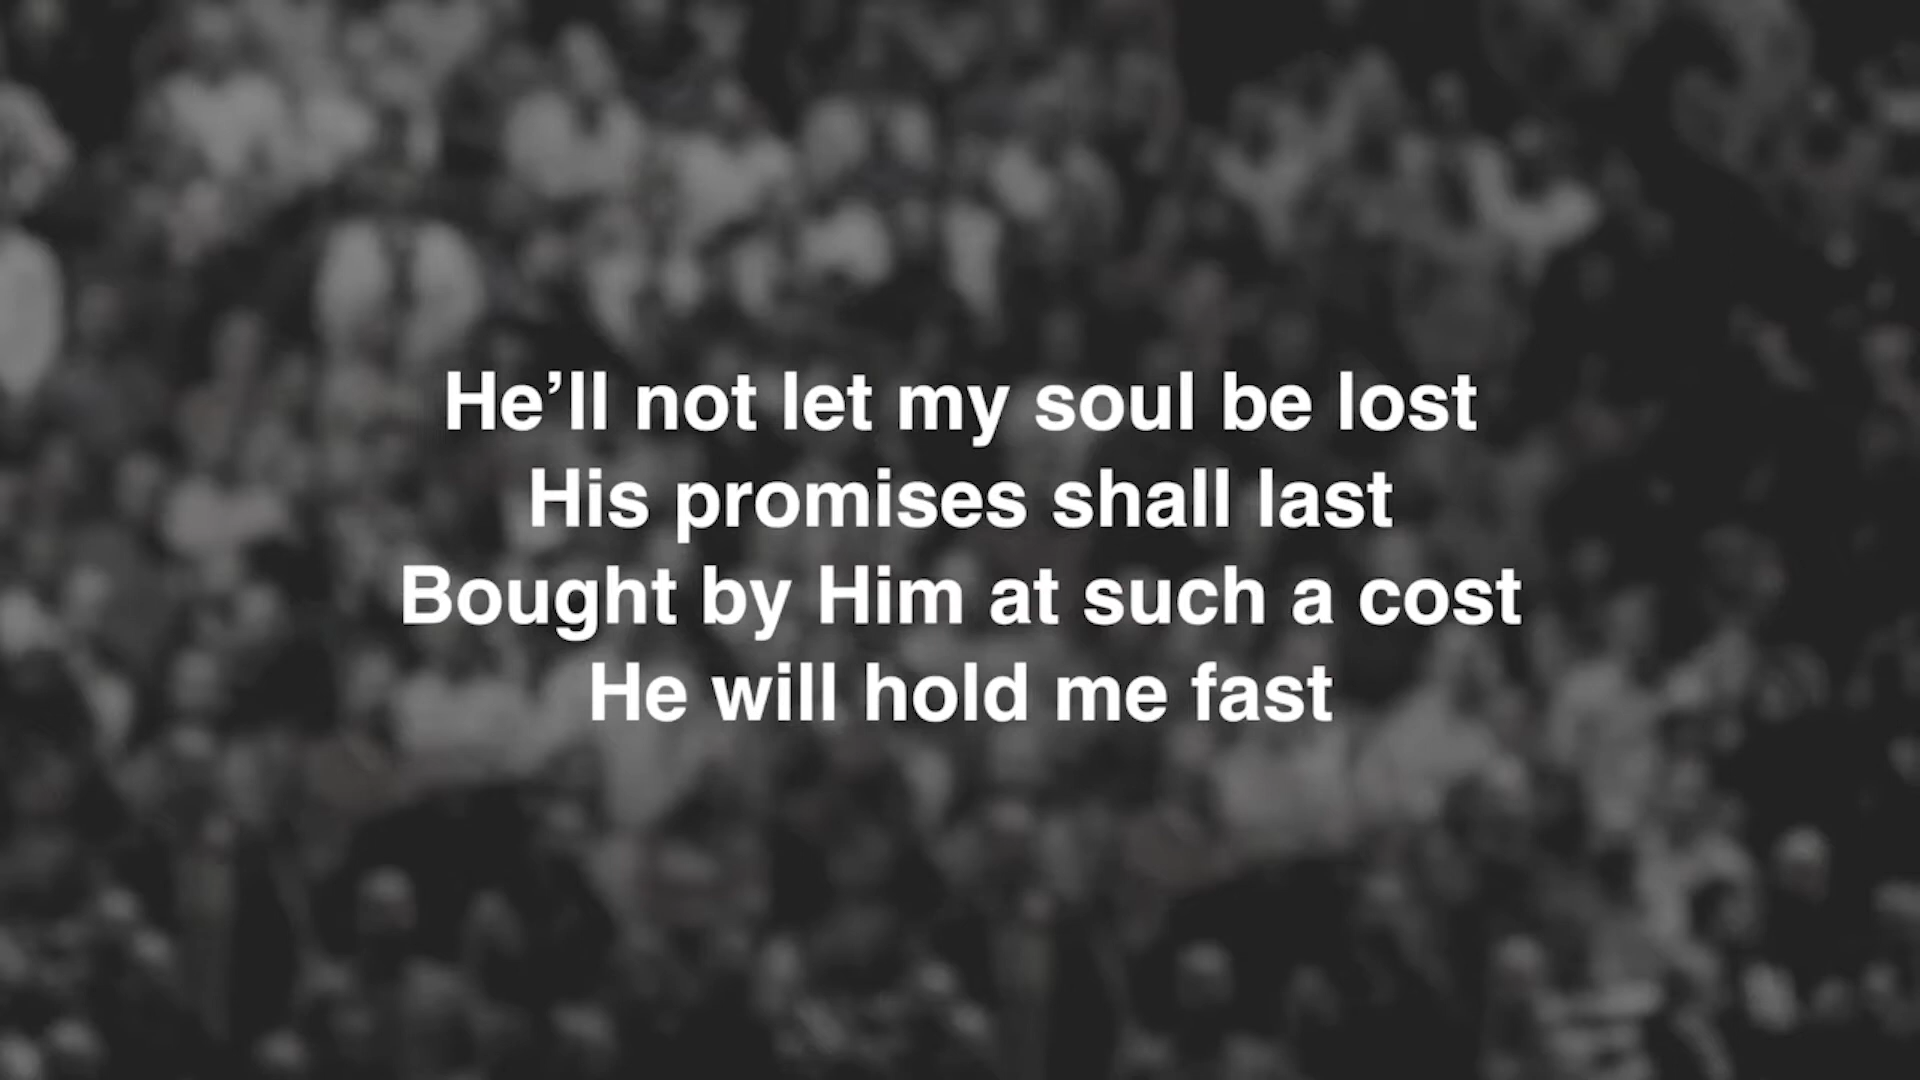 He’ll not let my soul be lost
His promises shall last
Bought by Him at such a cost
He will hold me fast